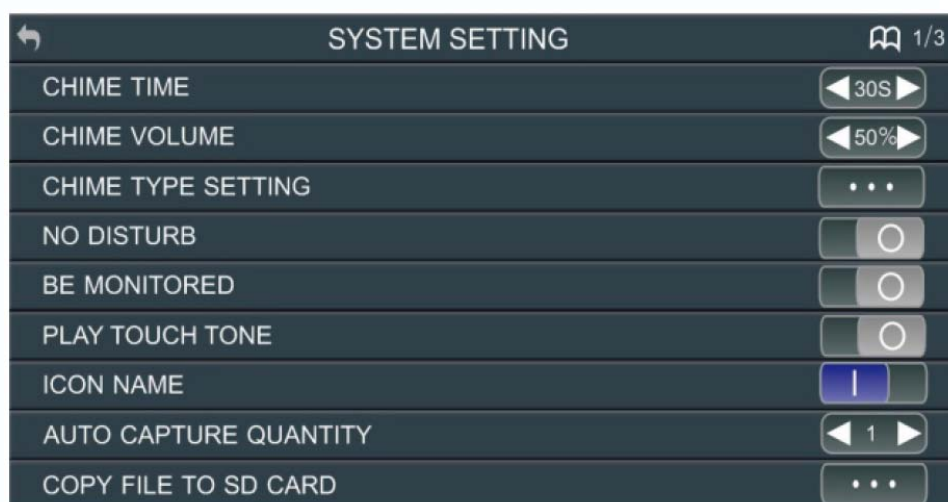 SYSTEM SETTING 1/3
CHIME TIME 30S
CHIME VOLUME 50%
CHIME TYPE SETTING
NO DISTURB
BE MONITORED
PLAY TOUCH TONE
ICON NAME
AUTO CAPTURE QUANTITY 1
COPY FILE TO SD CARD